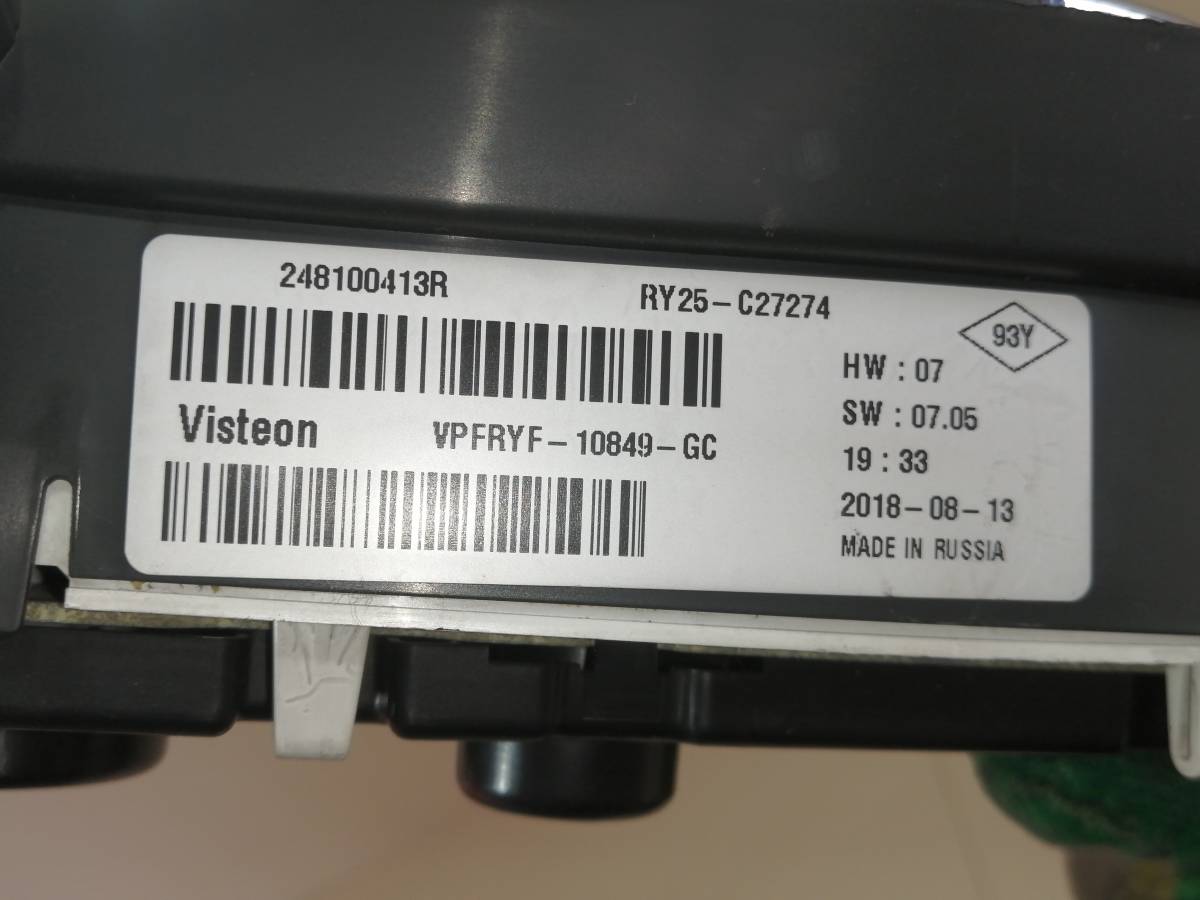 248100413R
RY25-C27274
93Y
HW : 07
Visteon
VPFRYF-10849-GC
SW : 07.05
19 : 33
2018-08-13
MADE IN RUSSIA